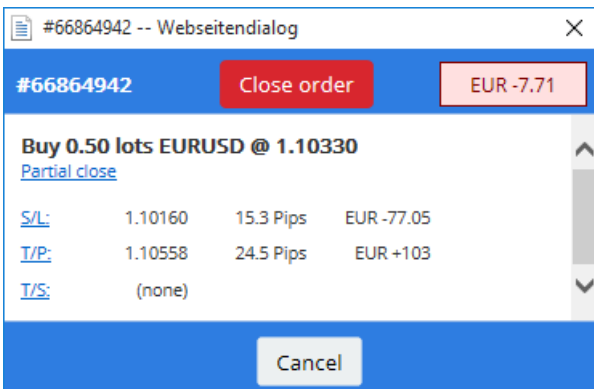 #66864942 -- Webseitendialog
#66864942 Close order EUR -7.71
Buy 0.50 lots EURUSD @ 1.10330
Partial close
S/L: 1.10160 15.3 Pips EUR -77.05
T/P: 1.10558 24.5 Pips EUR +103
T/S: (none)
Cancel